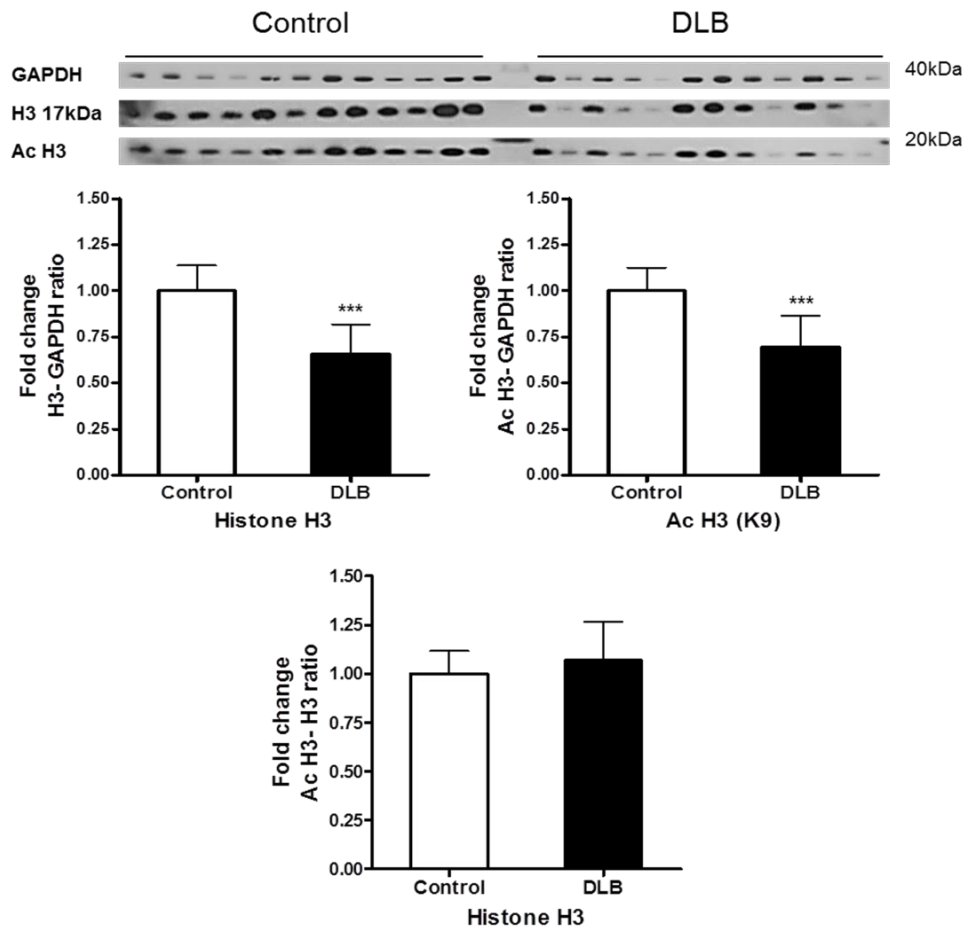 Control DLB
GAPDH 40kDa
H3 17kDa
Ac H3 20kDa
Fold change
H3- GAPDH ratio
1.50
1.25
1.00
0.75
0.50
0.25
0.00
***
Control DLB
Histone H3
Fold change
Ac H3- GAPDH ratio
1.50
1.25
1.00
0.75
0.50
0.25
0.00
***
Control DLB
Ac H3 (K9)
Fold change
Ac H3- H3 ratio
1.50
1.25
1.00
0.75
0.50
0.25
0.00
Control DLB
Histone H3